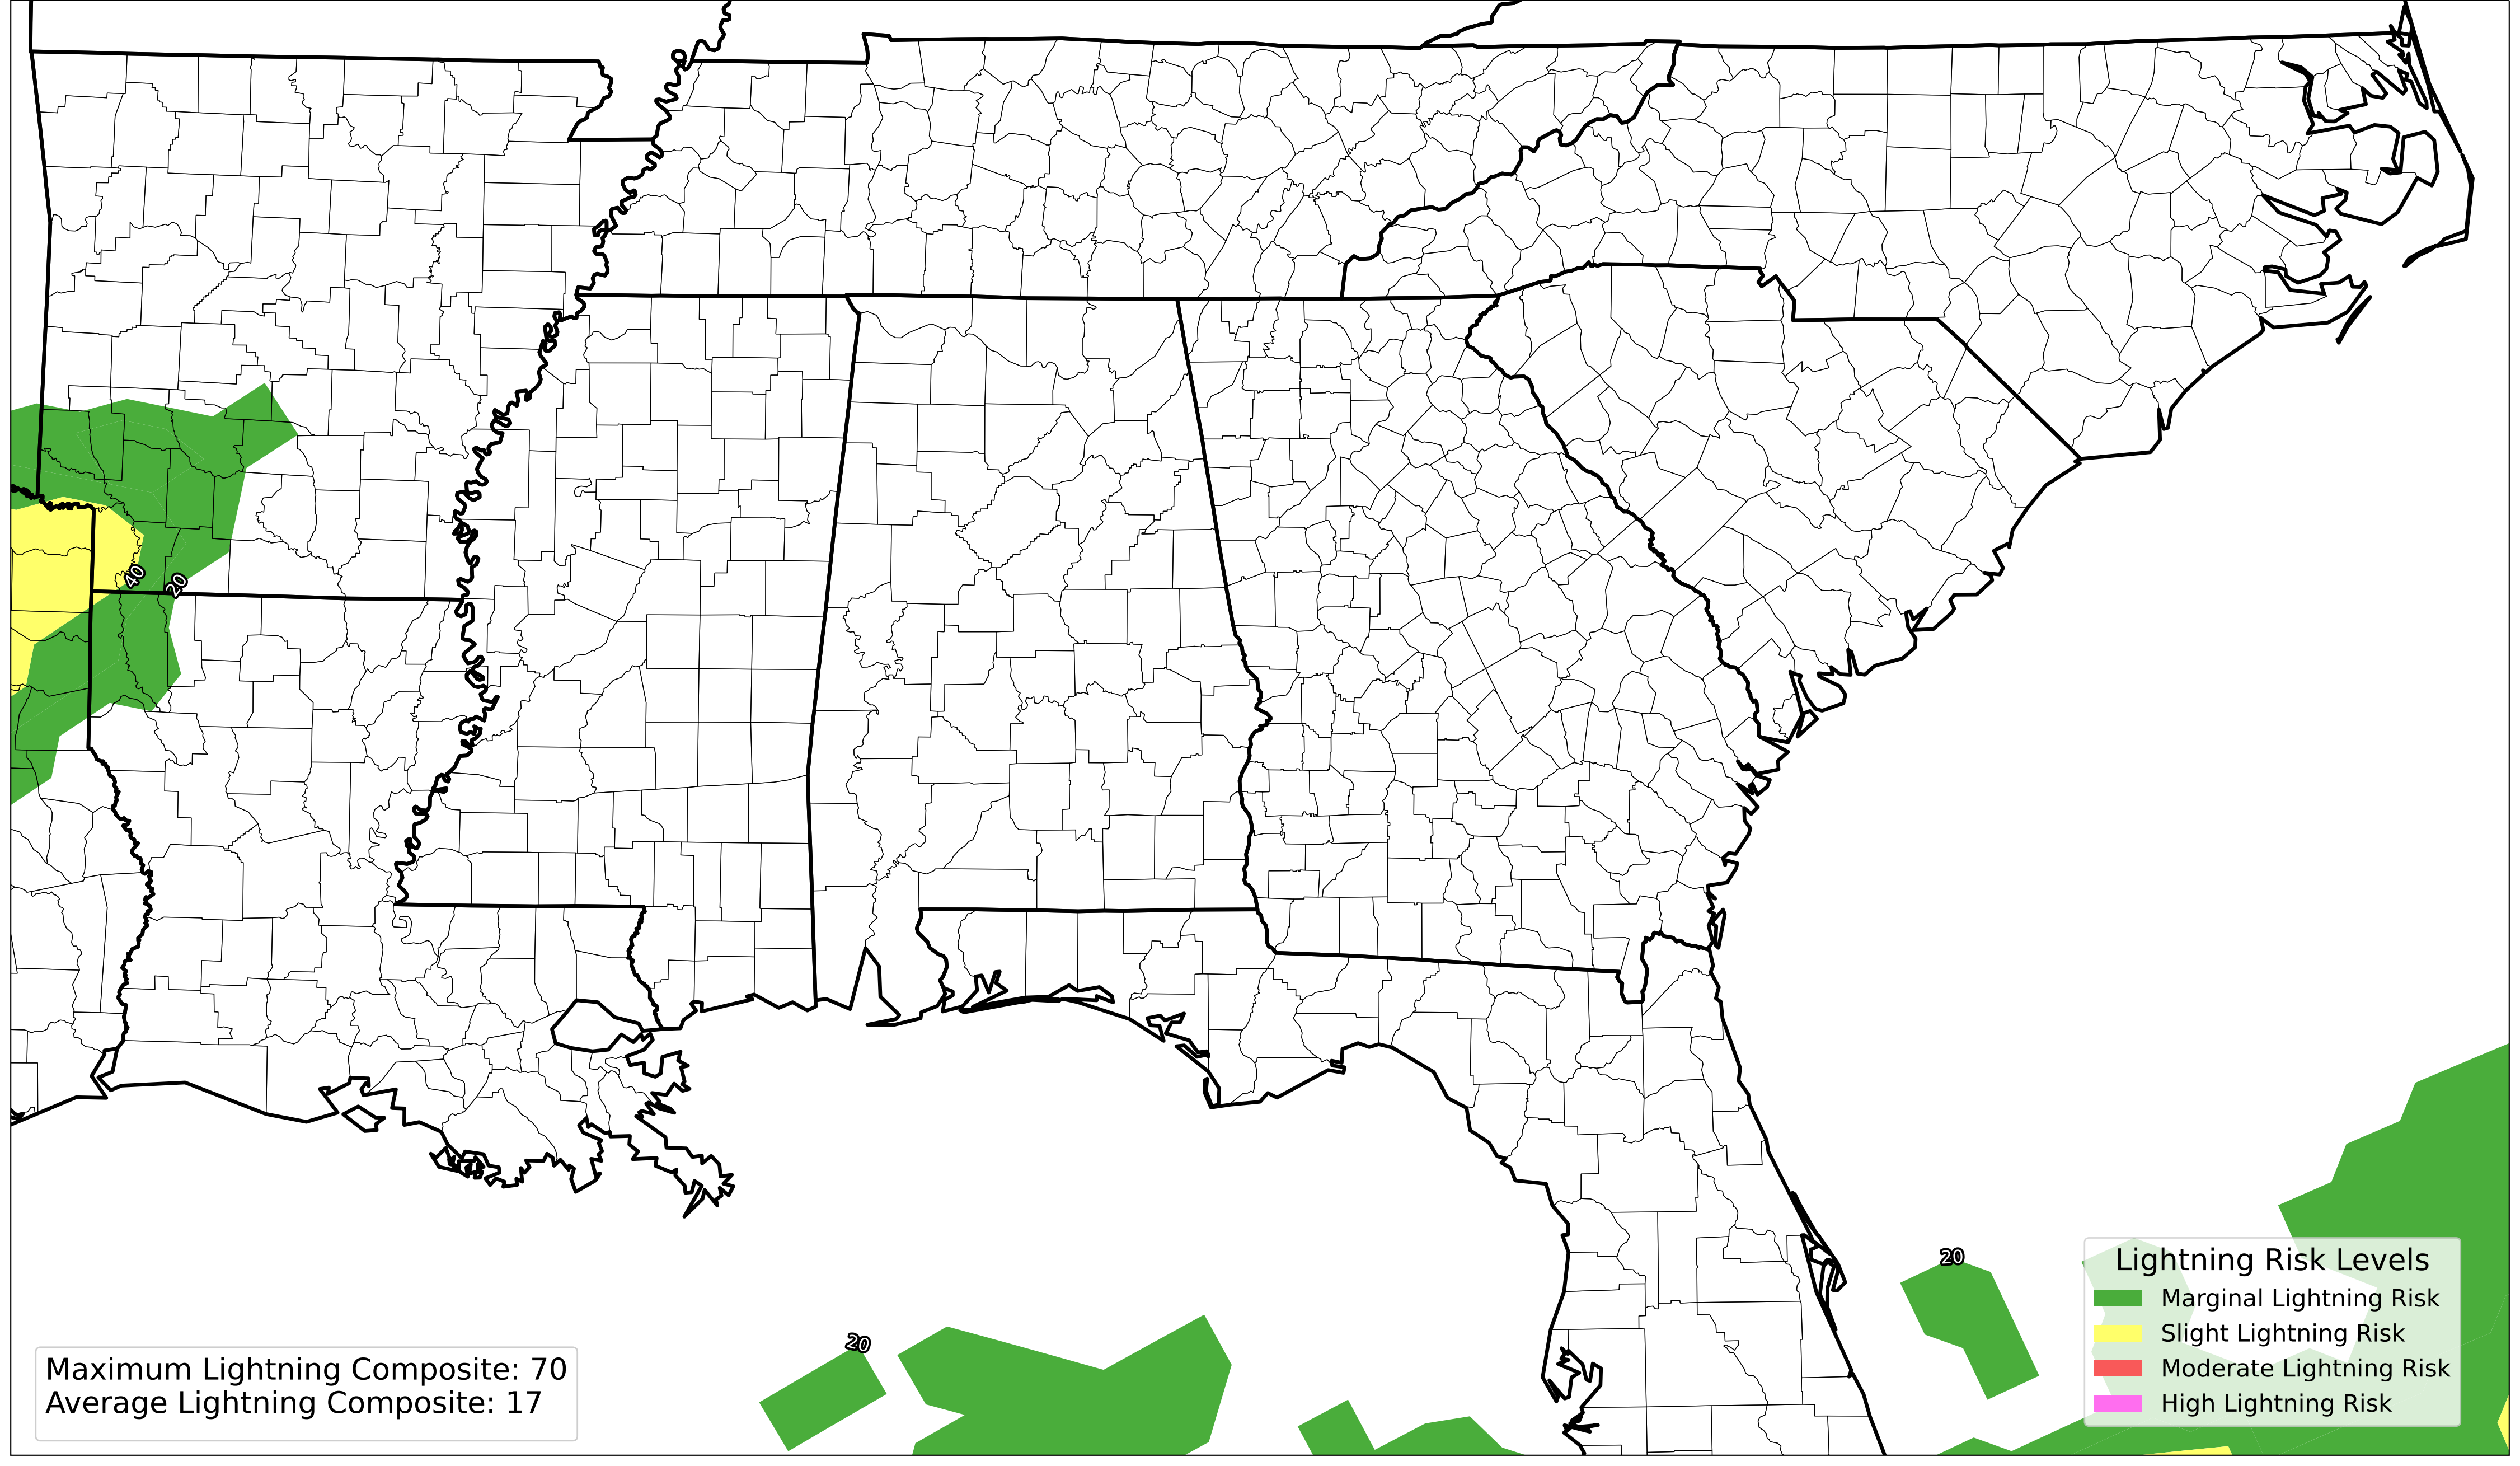 40
20
20
20
Lightning Risk Levels
Marginal Lightning Risk
Slight Lightning Risk
Moderate Lightning Risk
High Lightning Risk
Maximum Lightning Composite: 70
Average Lightning Composite: 17